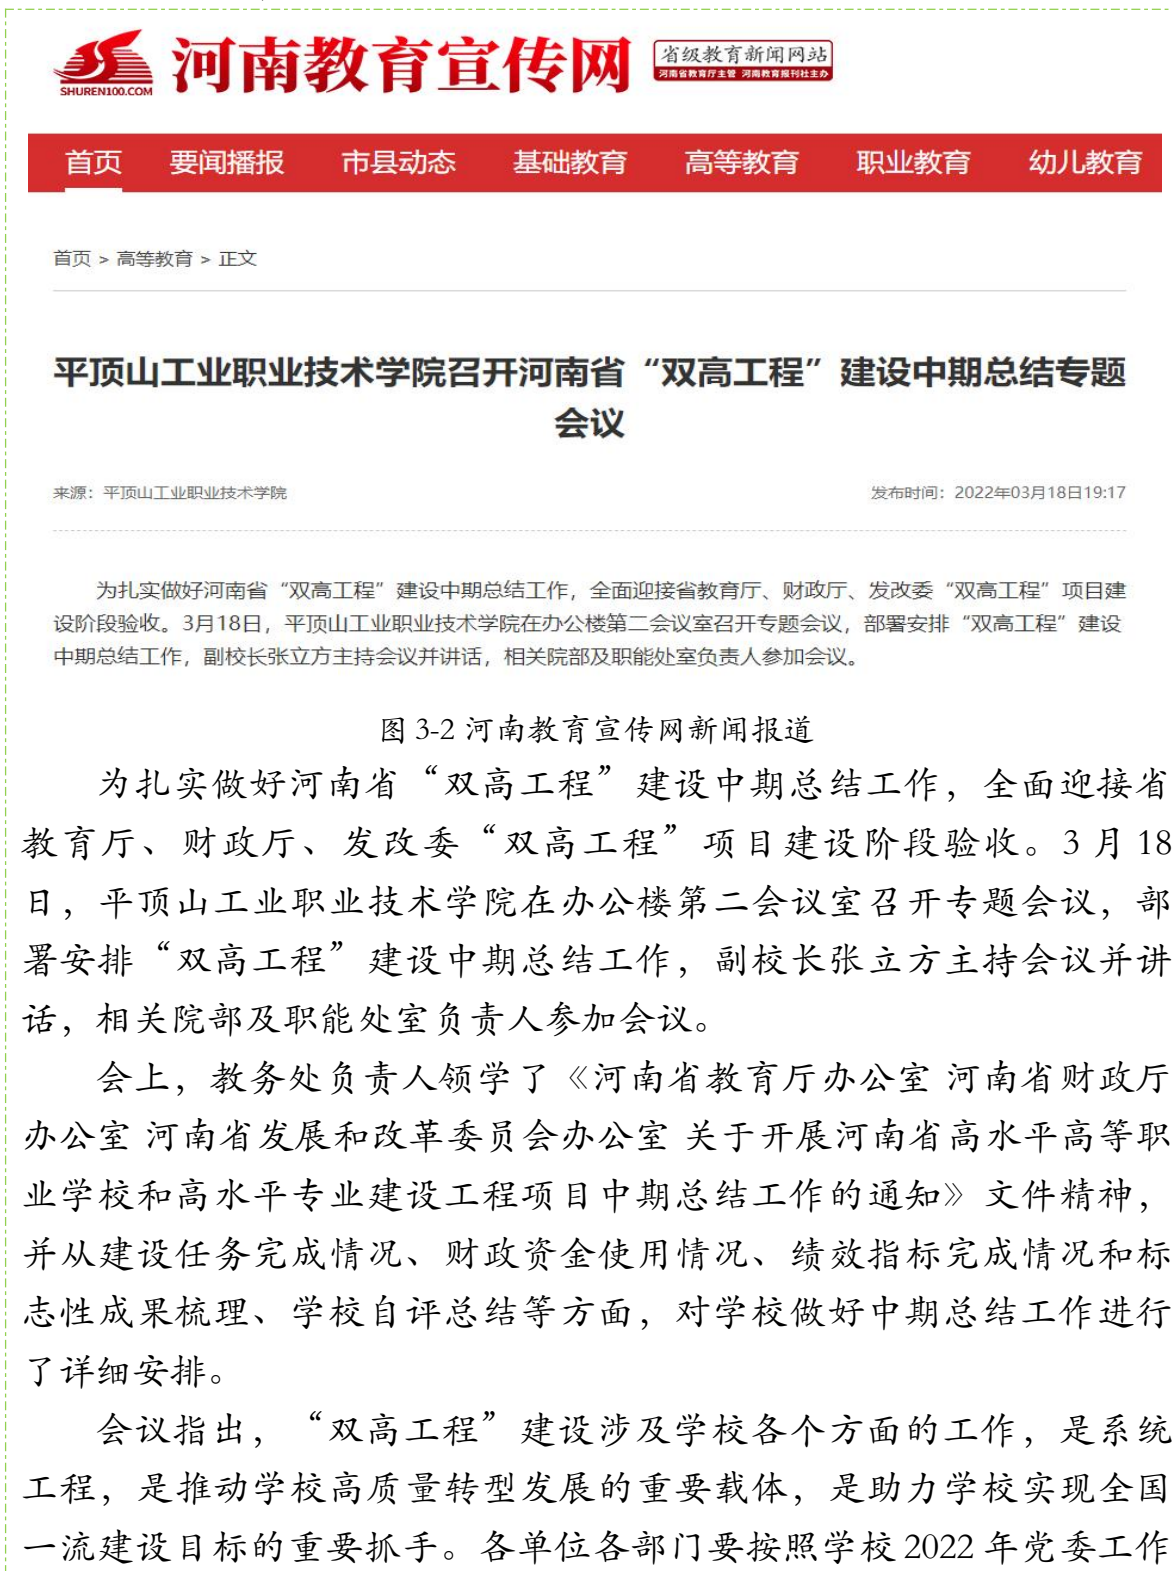 河南教育宣传网
省级教育新闻网站
河南省教育厅主管 河南教育报刊社主办
SHUREN100.COM
首页 要闻播报 市县动态 基础教育 高等教育 职业教育 幼儿教育
首页 > 高等教育 > 正文
平顶山工业职业技术学院召开河南省“双高工程”建设中期总结专题
会议
来源：平顶山工业职业技术学院 发布时间：2022年03月18日19:17
为扎实做好河南省“双高工程”建设中期总结工作，全面迎接省教育厅、财政厅、发改委“双高工程”项目建
设阶段验收。3月18日，平顶山工业职业技术学院在办公楼第二会议室召开专题会议，部署安排“双高工程”建设
中期总结工作，副校长张立方主持会议并讲话，相关院部及职能处室负责人参加会议。
图 3-2 河南教育宣传网新闻报道
为扎实做好河南省“双高工程”建设中期总结工作，全面迎接省
教育厅、财政厅、发改委“双高工程”项目建设阶段验收。3 月 18
日，平顶山工业职业技术学院在办公楼第二会议室召开专题会议，部
署安排“双高工程”建设中期总结工作，副校长张立方主持会议并讲
话，相关院部及职能处室负责人参加会议。
会上，教务处负责人领学了《河南省教育厅办公室 河南省财政厅
办公室 河南省发展和改革委员会办公室 关于开展河南省高水平高等职
业学校和高水平专业建设工程项目中期总结工作的通知》文件精神，
并从建设任务完成情况、财政资金使用情况、绩效指标完成情况和标
志性成果梳理、学校自评总结等方面，对学校做好中期总结工作进行
了详细安排。
会议指出，“双高工程”建设涉及学校各个方面的工作，是系统
工程，是推动学校高质量转型发展的重要载体，是助力学校实现全国
一流建设目标的重要抓手。各单位各部门要按照学校 2022 年党委工作